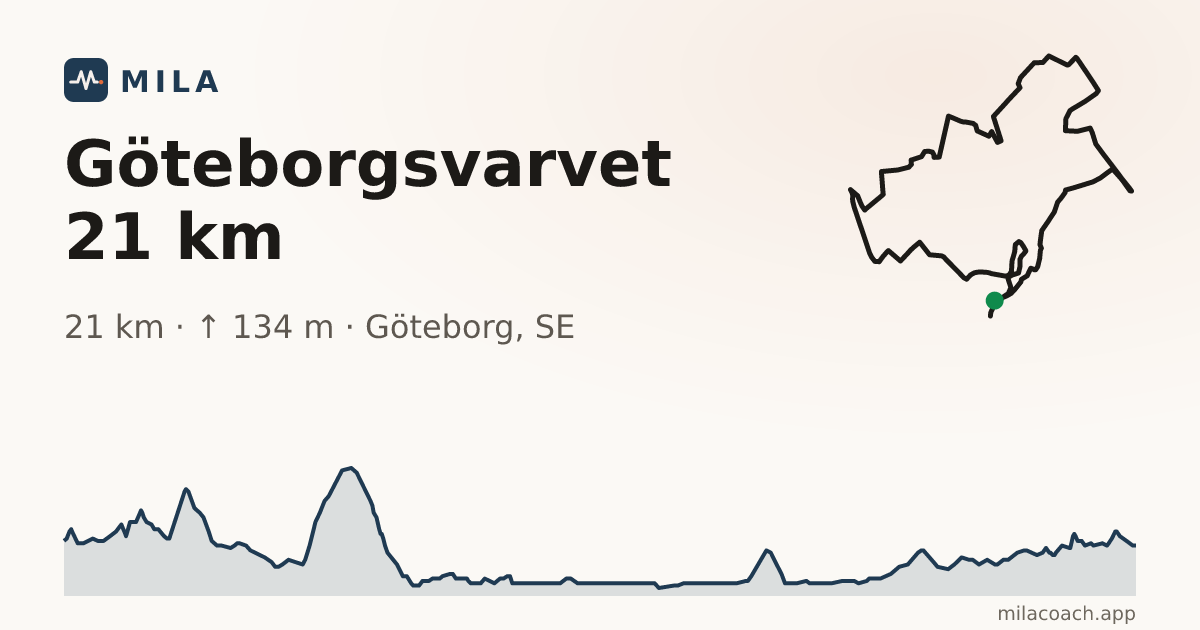 MILA
Göteborgsvarvet
21 km
21 km · ↑ 134 m · Göteborg, SE
milacoach.app